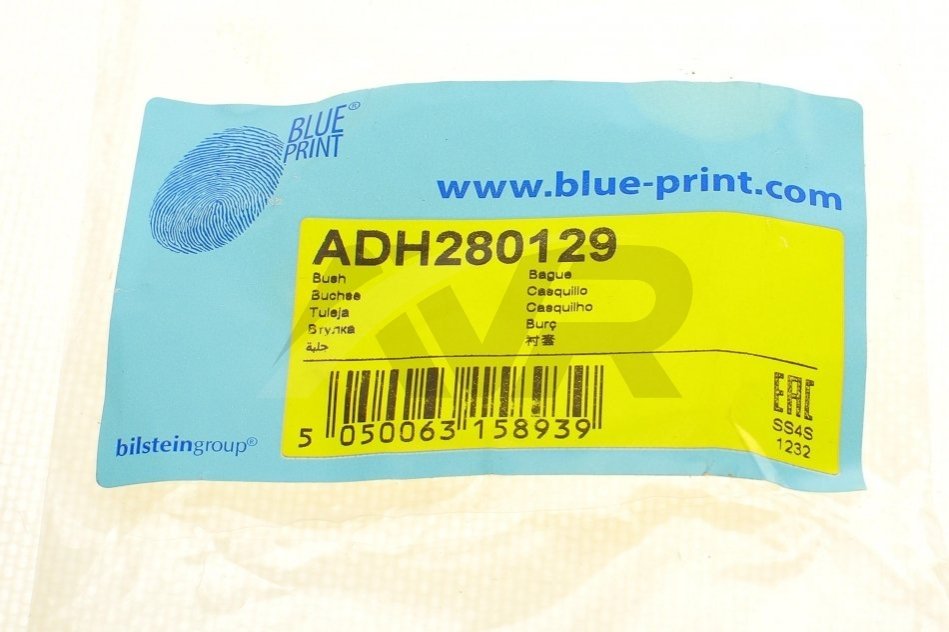 BLUE
PRINT®
www.blue-print.com
ADH280129
Bush
Buchse
Tuleja
Втулка
جلبة
Bague
Casquillo
Casquilho
Burç
衬套
AVR
5 050063 158939
EAC
SS4S
1232
bilsteingroup®